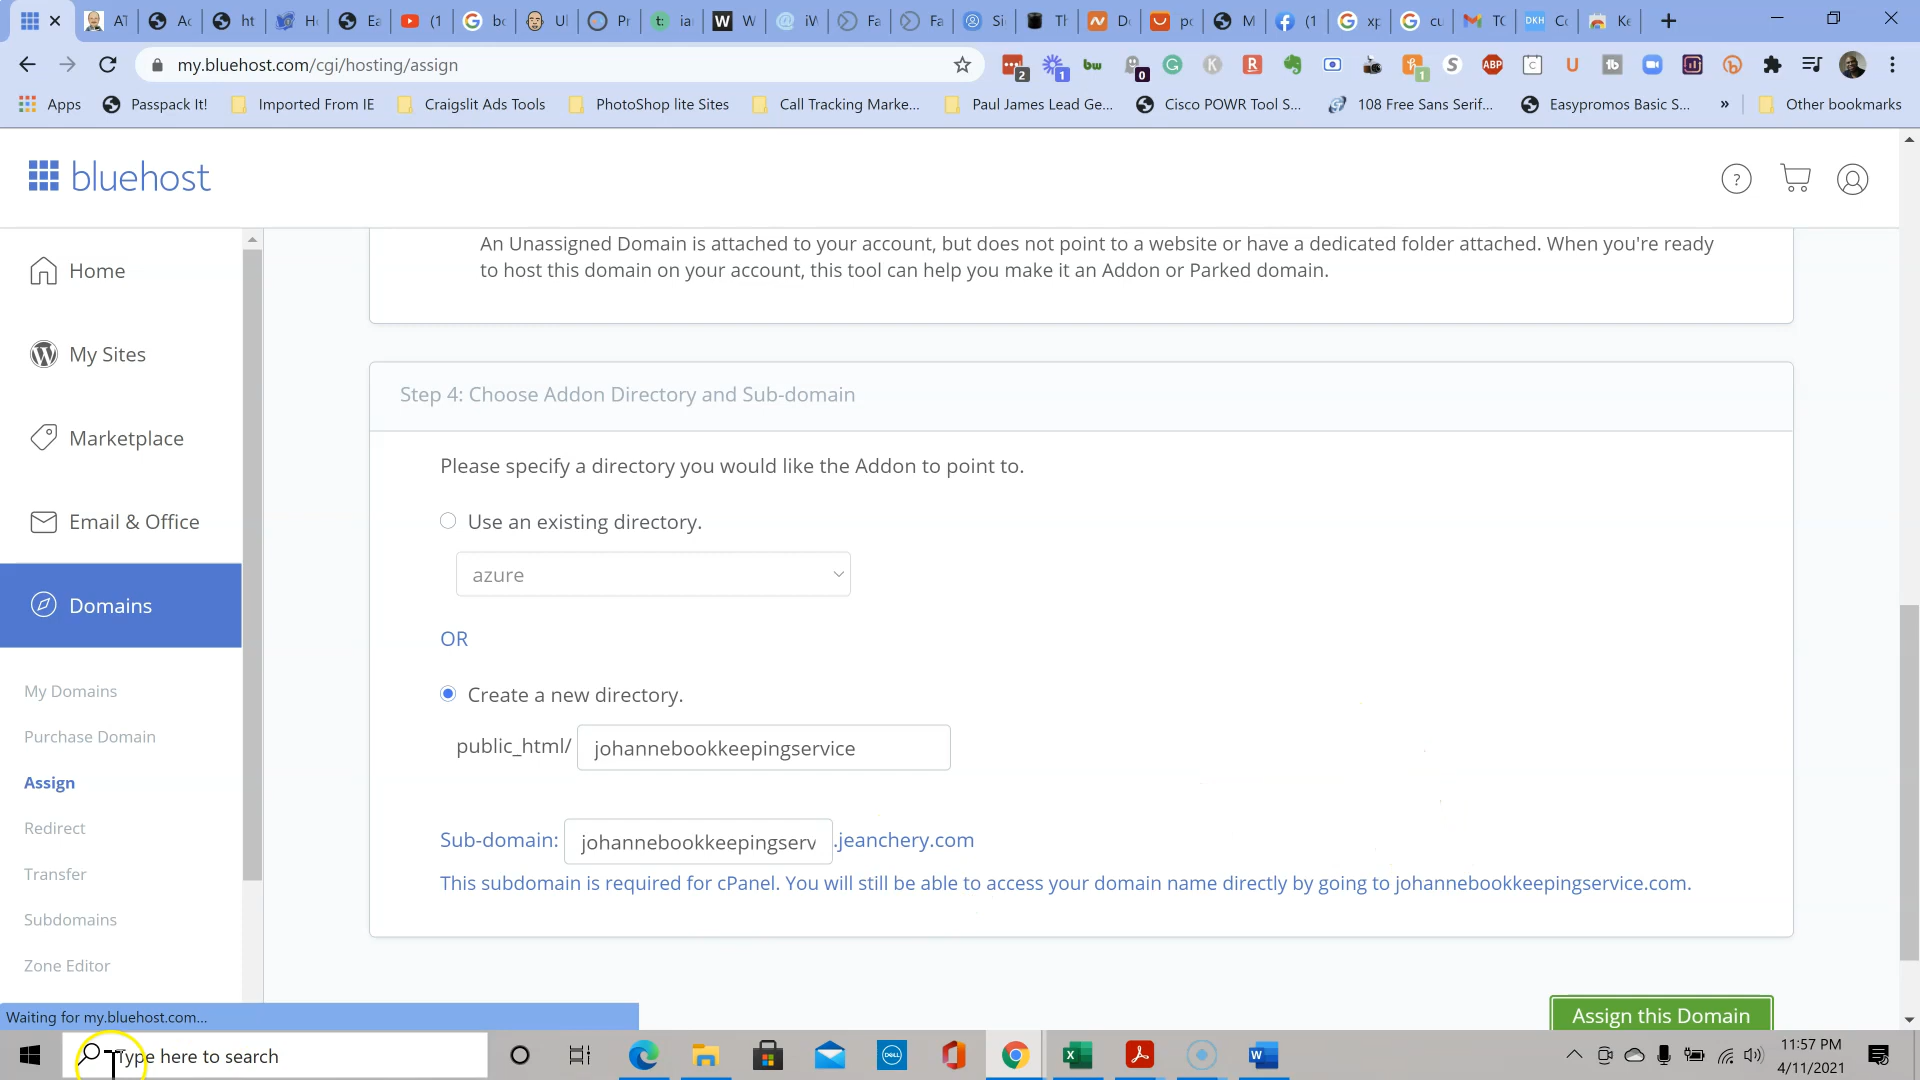 my.bluehost.com/cgi/hosting/assign
Apps
Passpack It!
Imported From IE
Craigslit Ads Tools
PhotoShop lite Sites
Call Tracking Marke...
Paul James Lead Ge...
Cisco POWR Tool S...
108 Free Sans Serif...
Easypromos Basic S...
»
Other bookmarks
bluehost
Home
My Sites
Marketplace
Email & Office
Domains
My Domains
Purchase Domain
Assign
Redirect
Transfer
Subdomains
Zone Editor
An Unassigned Domain is attached to your account, but does not point to a website or have a dedicated folder attached. When you're ready
to host this domain on your account, this tool can help you make it an Addon or Parked domain.
Step 4: Choose Addon Directory and Sub-domain
Please specify a directory you would like the Addon to point to.
Use an existing directory.
azure
OR
Create a new directory.
public_html/ johannebookkeepingservice
Sub-domain: johannebookkeepingserv .jeanchery.com
This subdomain is required for cPanel. You will still be able to access your domain name directly by going to johannebookkeepingservice.com.
Assign this Domain
Waiting for my.bluehost.com...
Type here to search
11:57 PM
4/11/2021